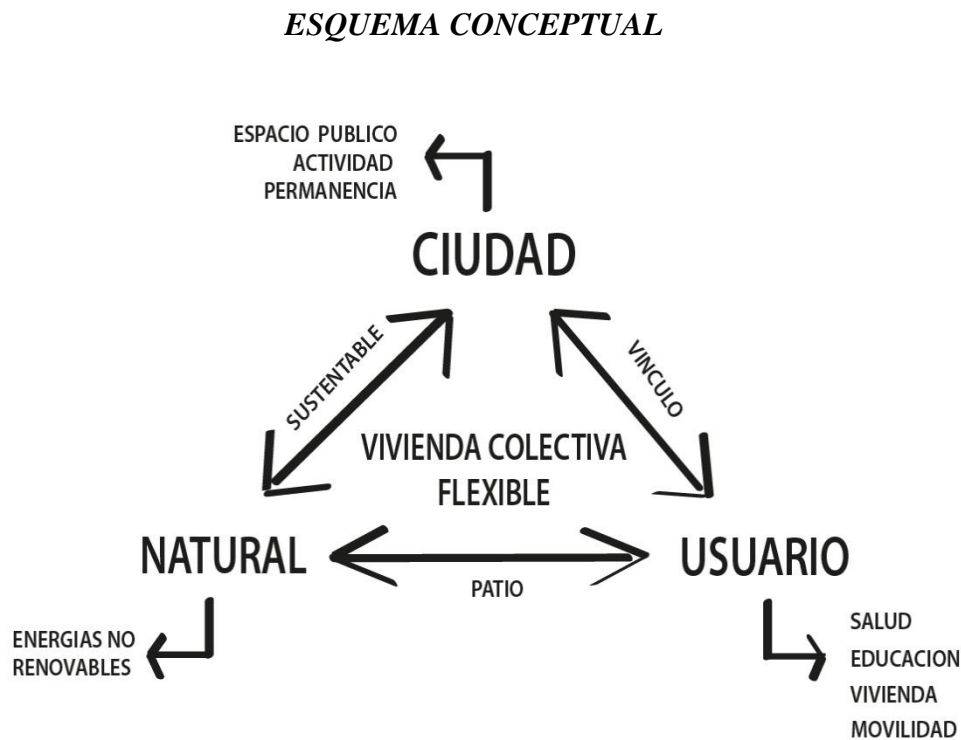 ESQUEMA CONCEPTUAL
ESPACIO PUBLICO
ACTIVIDAD
PERMANENCIA
CIUDAD
SUSTENTABLE
VINCULO
VIVIENDA COLECTIVA
FLEXIBLE
NATURAL
USUARIO
PATIO
ENERGIAS NO
RENOVABLES
SALUD
EDUCACION
VIVIENDA
MOVILIDAD